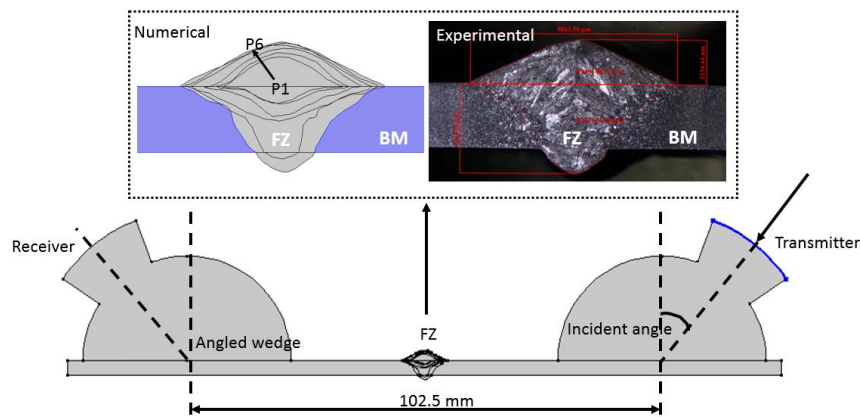 Numerical
P6
P1
FZ
BM
Experimental
FZ
BM
Receiver
Transmitter
Angled wedge
FZ
Incident angle
102.5 mm